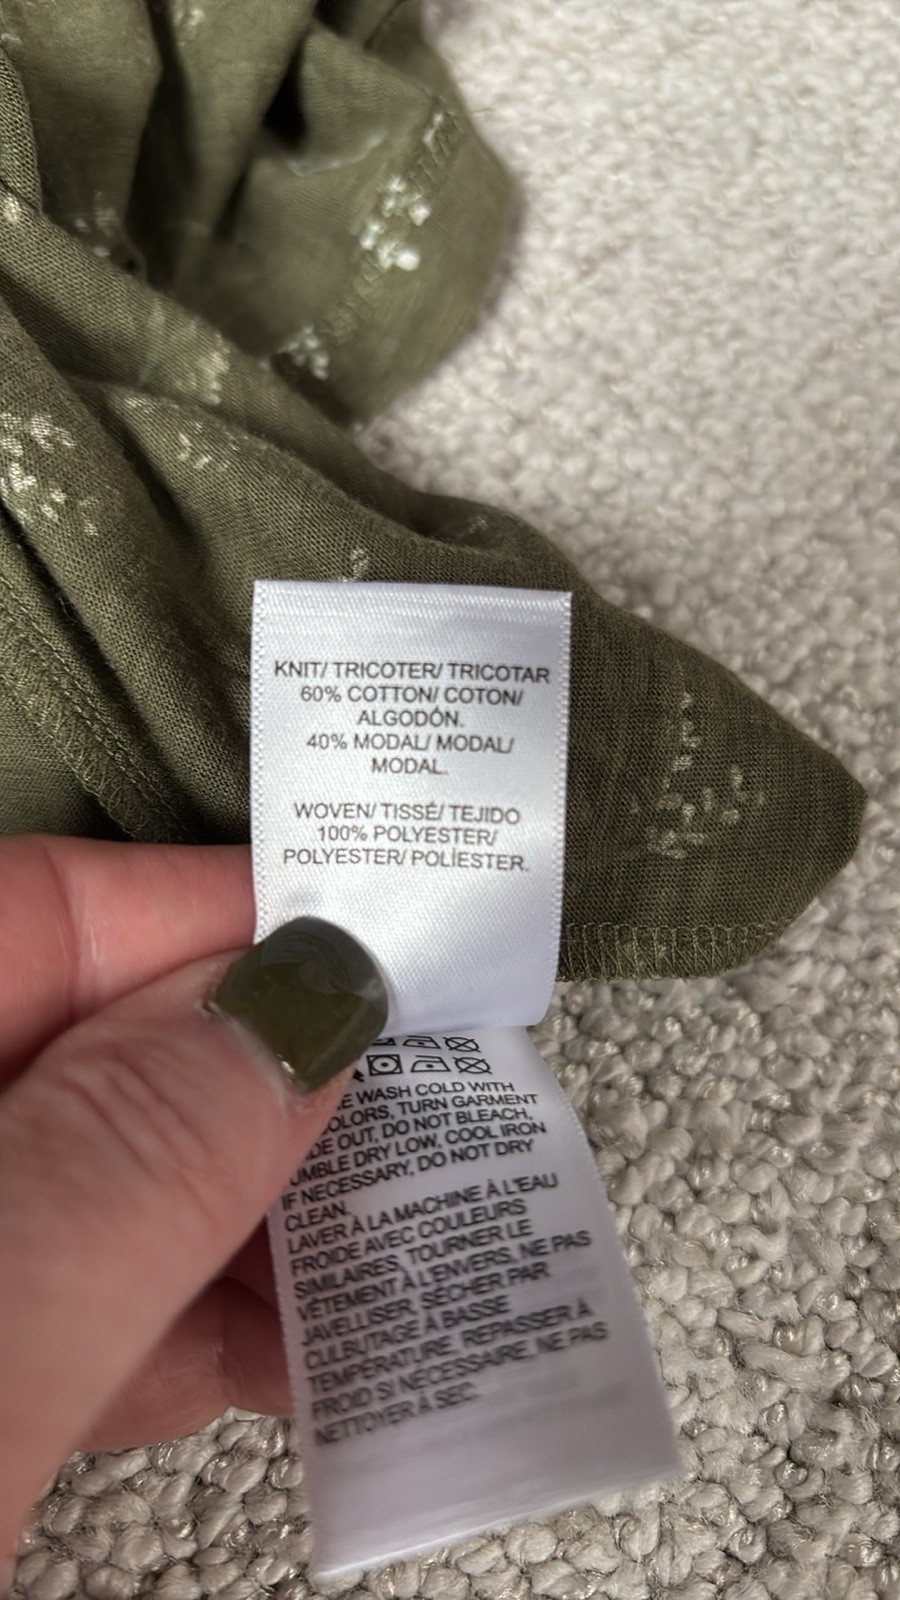 KNIT/ TRICOTER/ TRICOTAR
60% COTTON/ COTON/
ALGODÓN.
40% MODAL/ MODAL/
MODAL.
WOVEN/ TISSÉ/ TEJIDO
100% POLYESTER/
POLYESTER/ POLÍESTER.
WASH COLD WITH
TURN GARMENT
OUT, DO NOT BLEACH,
DRY LOW, COOL IRON
IF NECESSARY, DO NOT DRY
CLEAN.
LAVER À LA MACHINE À L'EAU
FROIDE AVEC COULEURS
SIMILAIRES, TOURNER LE
VÊTEMENT À L'ENVERS, NE PAS
JAVELLISER, SÉCHER PAR
CULBUTAGE À BASSE
TEMPÉRATURE, REPASSER À
FROID SI NÉCESSAIRE, NE PAS
NETTOYER À SEC.